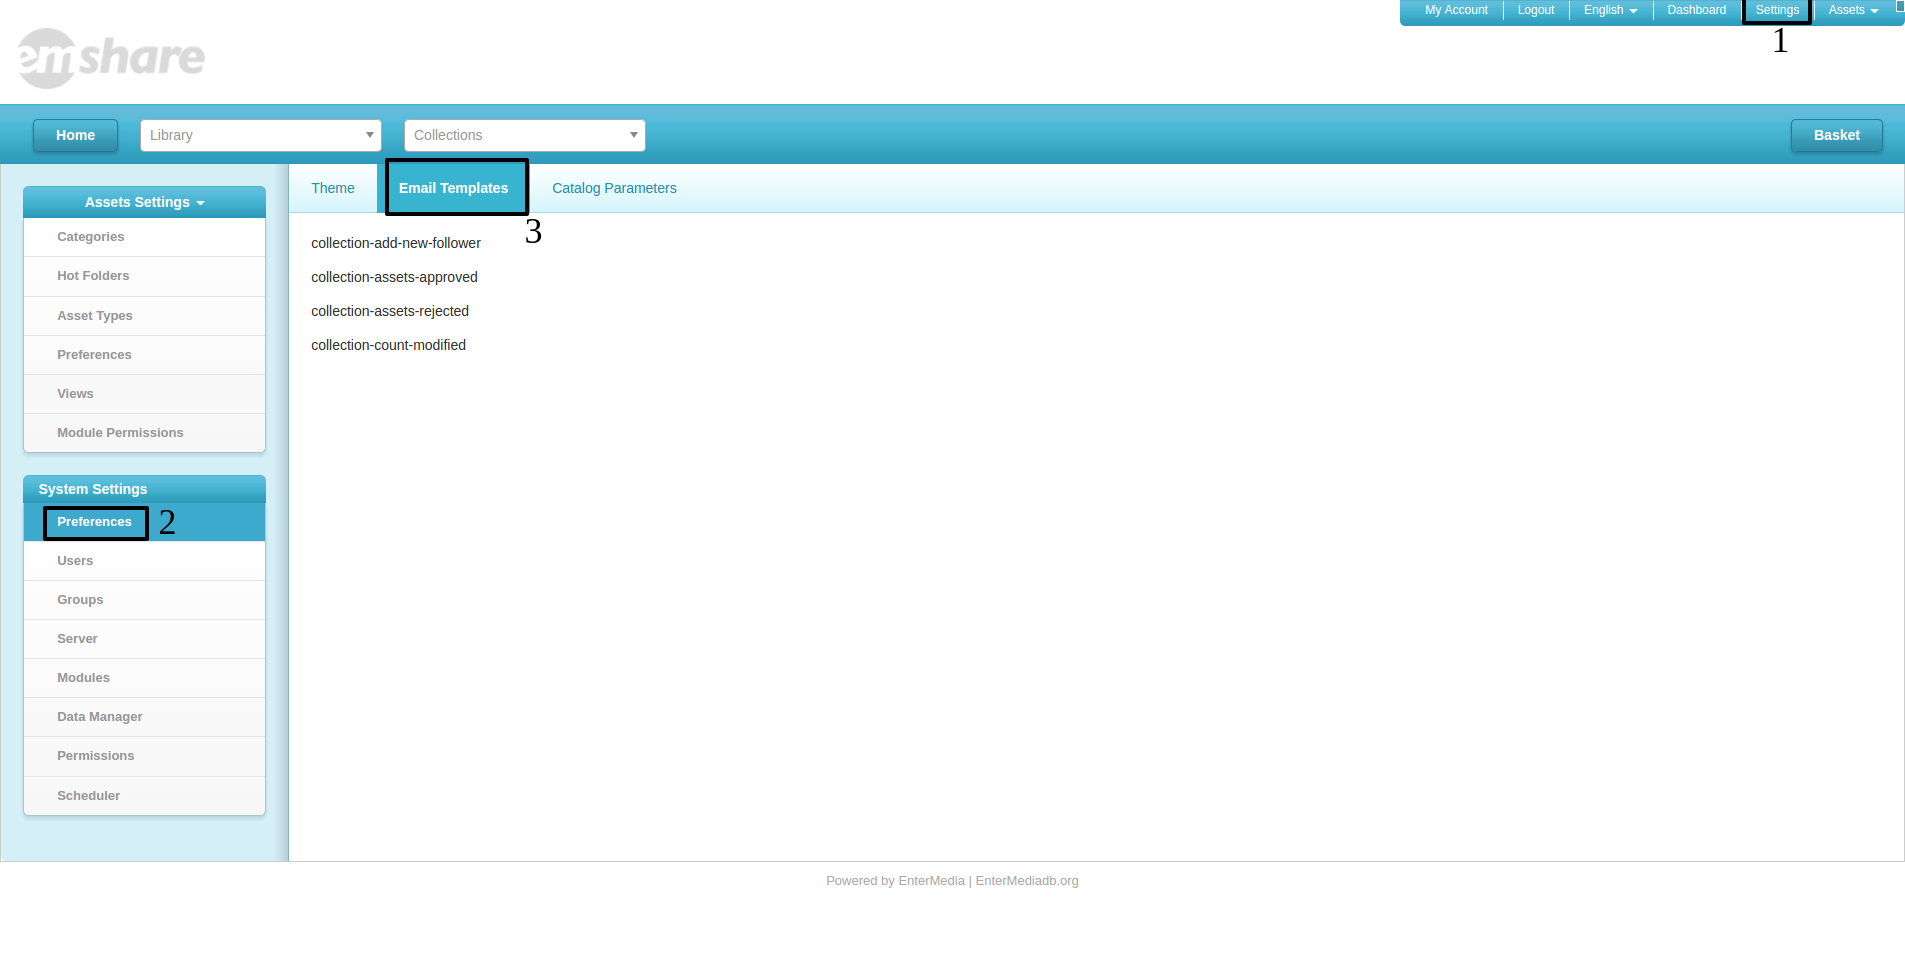 My Account Logout English Dashboard Settings Assets
1
emshare
Home Library Collections Basket
Assets Settings
Categories
Hot Folders
Asset Types
Preferences
Views
Module Permissions
System Settings
Preferences 2
Users
Groups
Server
Modules
Data Manager
Permissions
Scheduler
Theme Email Templates Catalog Parameters
3
collection-add-new-follower
collection-assets-approved
collection-assets-rejected
collection-count-modified
Powered by EnterMedia | EnterMediadb.org